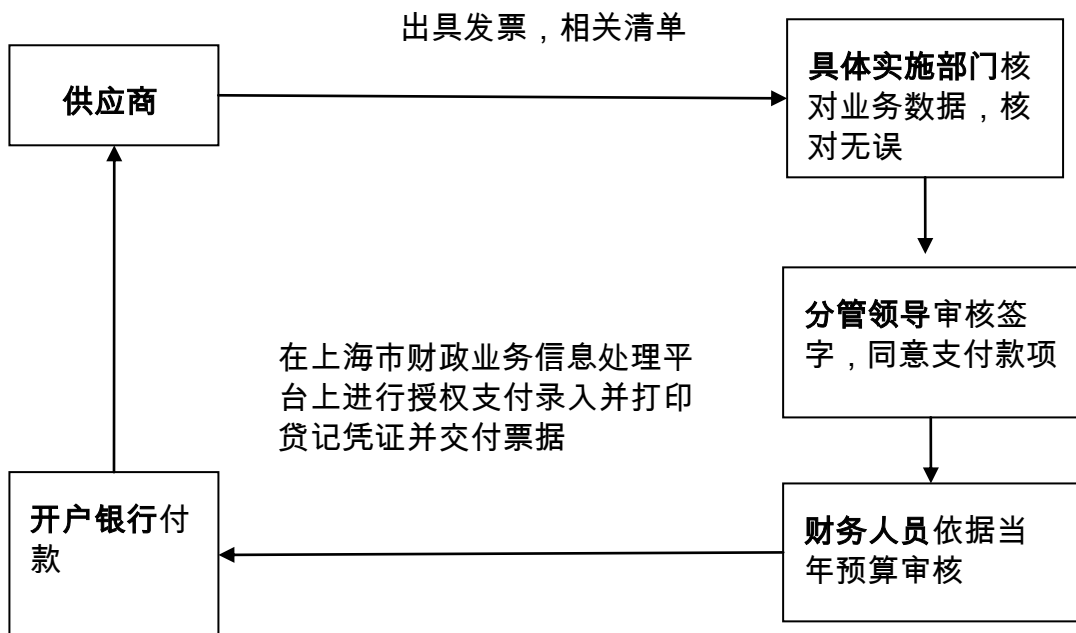 出具发票，相关清单
供应商
具体实施部门核
对业务数据，核
对无误
分管领导审核签
字，同意支付款项
在上海市财政业务信息处理平
台上进行授权支付录入并打印
贷记凭证并交付票据
开户银行付
款
财务人员依据当
年预算审核